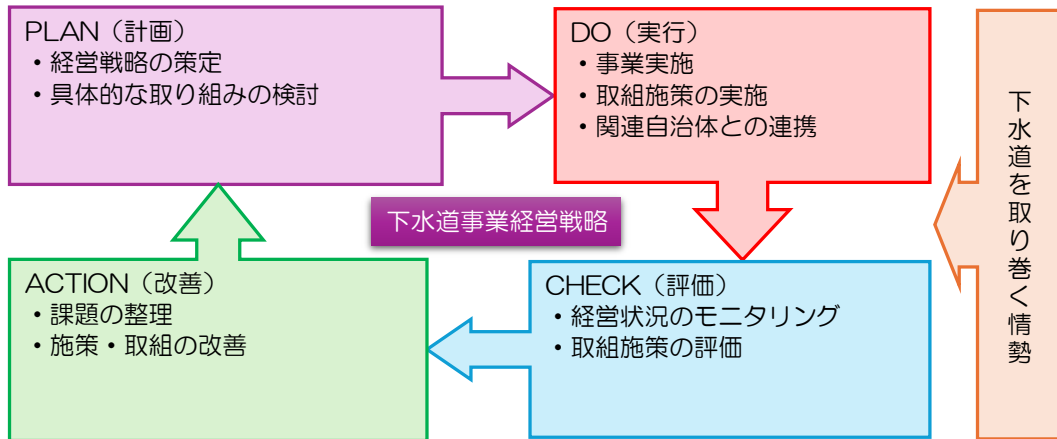 PLAN（計画）
・経営戦略の策定
・具体的な取り組みの検討
DO（実行）
・事業実施
・取組施策の実施
・関連自治体との連携
下水道事業経営戦略
ACTION（改善）
・課題の整理
・施策・取組の改善
CHECK（評価）
・経営状況のモニタリング
・取組施策の評価
下水道を取り巻く情勢